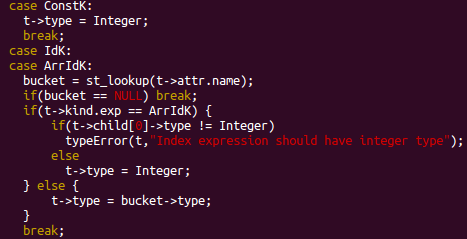 case ConstK:
  t->type = Integer;
  break;
case IdK:
case ArrIdK:
  bucket = st_lookup(t->attr.name);
  if(bucket == NULL) break;
  if(t->kind.exp == ArrIdK) {
      if(t->child[0]->type != Integer)
        typeError(t,"Index expression should have integer type");
      else
        t->type = Integer;
  } else {
      t->type = bucket->type;
  }
  break;